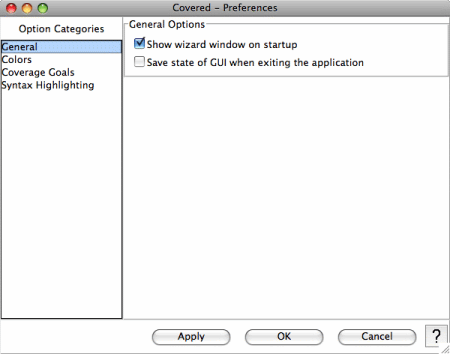 Covered – Preferences
Option Categories
General
Colors
Coverage Goals
Syntax Highlighting
General Options
Show wizard window on startup
Save state of GUI when exiting the application
Apply
OK
Cancel
?